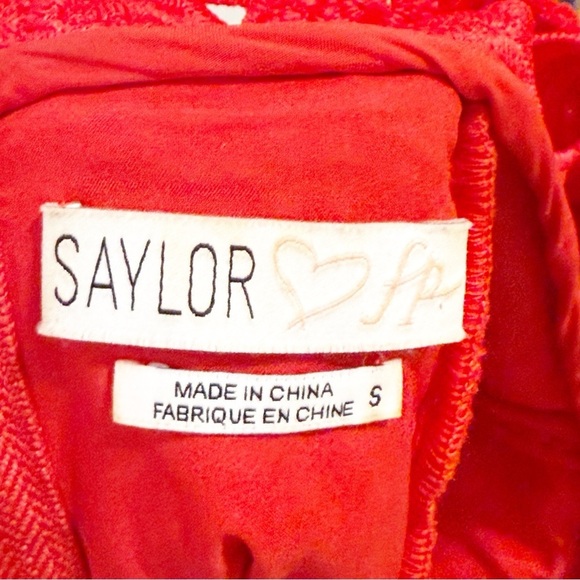 SAYLOR fp
MADE IN CHINA
FABRIQUE EN CHINE S